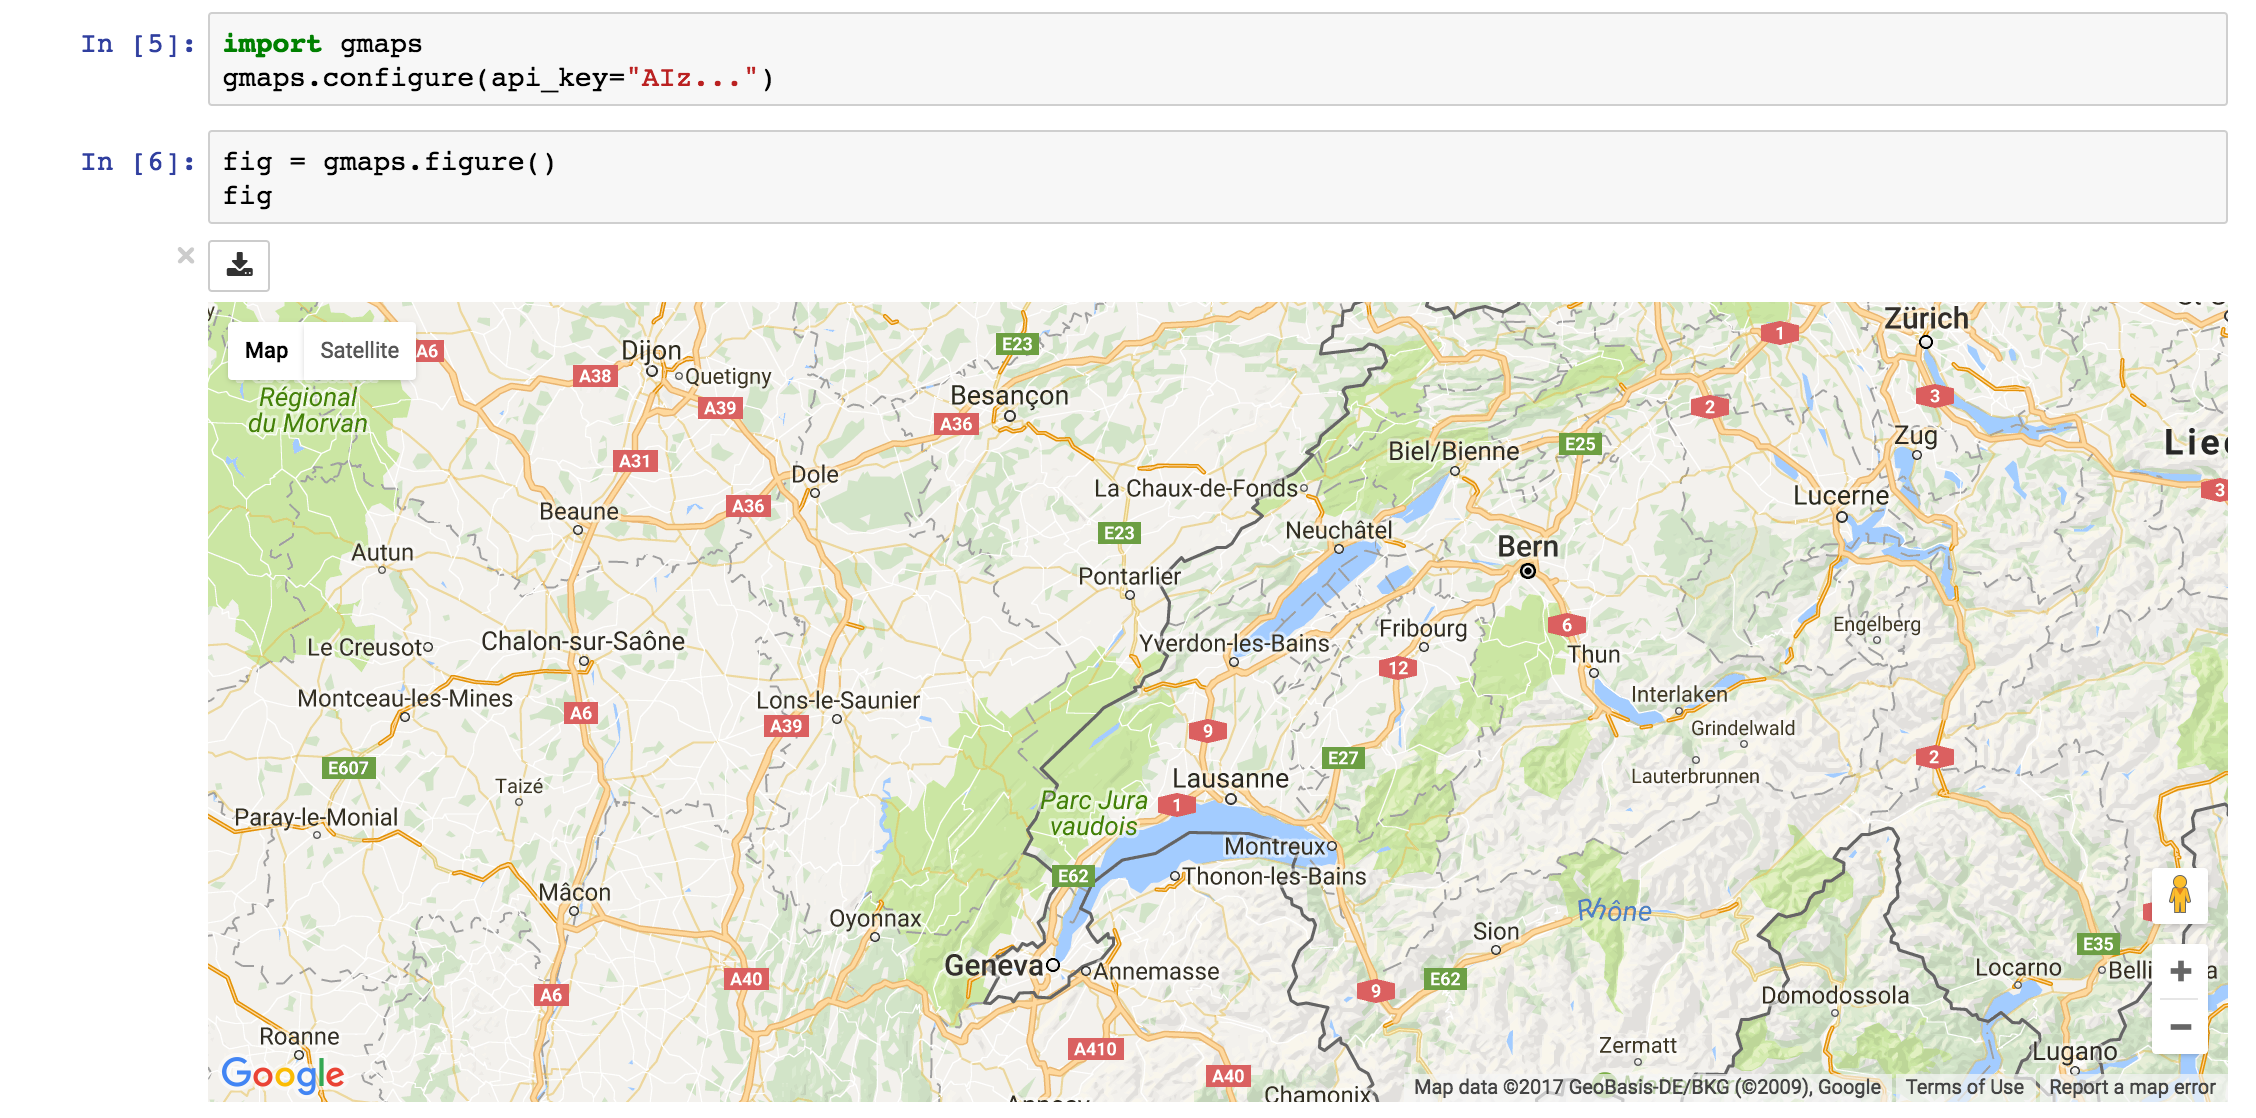 In [5]:
import gmaps
gmaps.configure(api_key="AIz...")
In [6]:
fig = gmaps.figure()
fig
Map
Satellite
A6
Zürich
1
Dijon
E23
A38
Quetigny
Régional
du Morvan
Besançon
A39
A36
2
3
Zug
Biel/Bienne
E25
A31
Dole
La Chaux-de-Fonds
Lucerne
3
Beaune
A36
Neuchâtel
E23
Bern
Autun
Pontarlier
Engelberg
6
Fribourg
Le Creusot
Chalon-sur-Saône
Yverdon-les-Bains
12
Thun
Montceau-les-Mines
Lons-le-Saunier
Interlaken
A6
A39
9
Grindelwald
E607
E27
2
Lauterbrunnen
Taizé
Lausanne
Parc Jura
vaudois
1
Paray-le-Monial
Montreux
E62
Thonon-les-Bains
Mâcon
Oyonnax
Rhône
Sion
E35
Geneva
Annemasse
Locarno
A40
E62
A6
9
Domodossola
Roanne
A410
Zermatt
Lugano
A40
Chamonix
Google
Map data ©2017 GeoBasis-DE/BKG (©2009), Google
Terms of Use
Report a map error